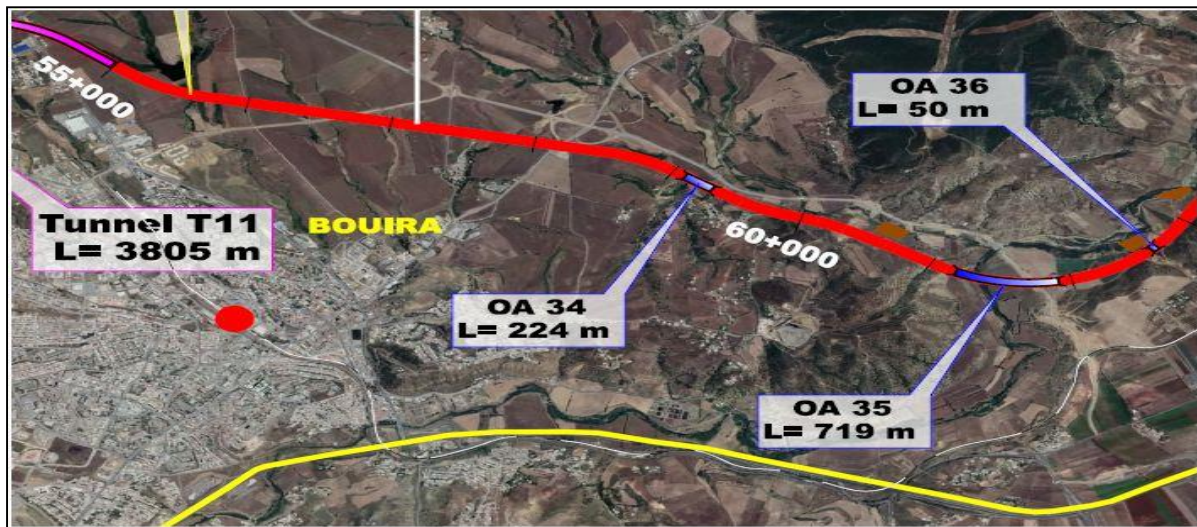 55+000
OA 36
L= 50 m
Tunnel T11
L= 3805 m
BOUIRA
60+000
OA 34
L= 224 m
OA 35
L= 719 m